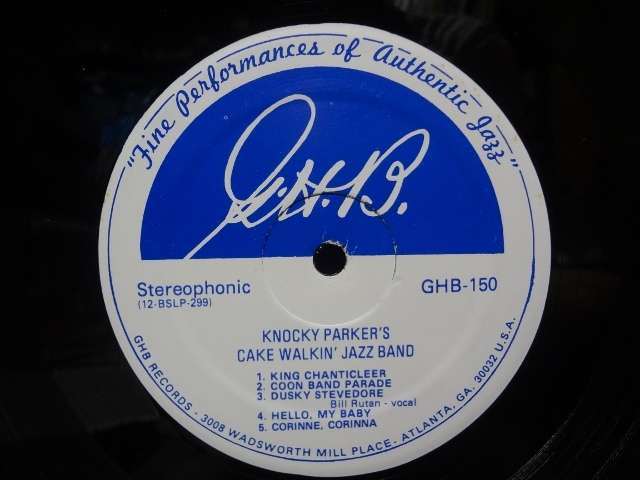 "Fine Performances of Authentic Jazz"
G.H.B.
Stereophonic
(12-BSLP-299)
GHB-150
KNOCKY PARKER'S
CAKE WALKIN' JAZZ BAND
1. KING CHANTICLEER
2. COON BAND PARADE
3. DUSKY STEVEDORE
Bill Rutan - vocal
4. HELLO, MY BABY
5. CORINNE, CORINNA
GHB RECORDS - 3008 WADSWORTH MILL PLACE - ATLANTA, GA. 30032 U.S.A.